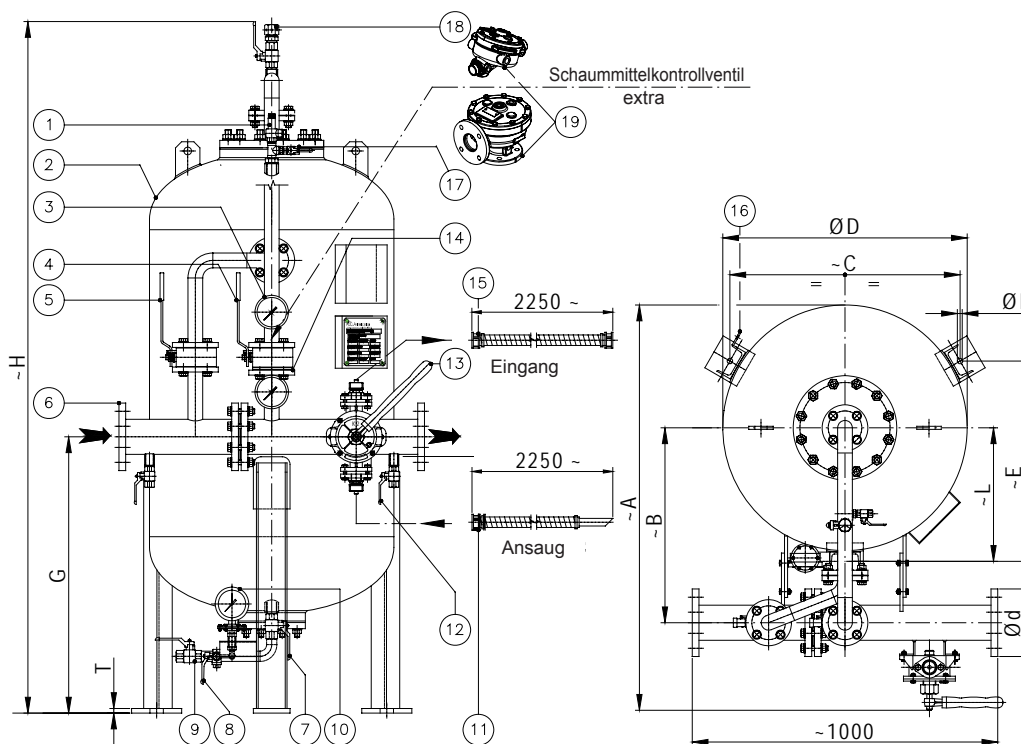 18
Schaummittelkontrollventil
extra
19
1
2
17
3
14
4
5
15
2250 ~
Eingang
13
6
2250 ~
Ansaug
12
11
10
7
8
9
~H
G
T
16
ØD
~C
= =
Ø
~A
~B
~L
~E
Ød
~1000